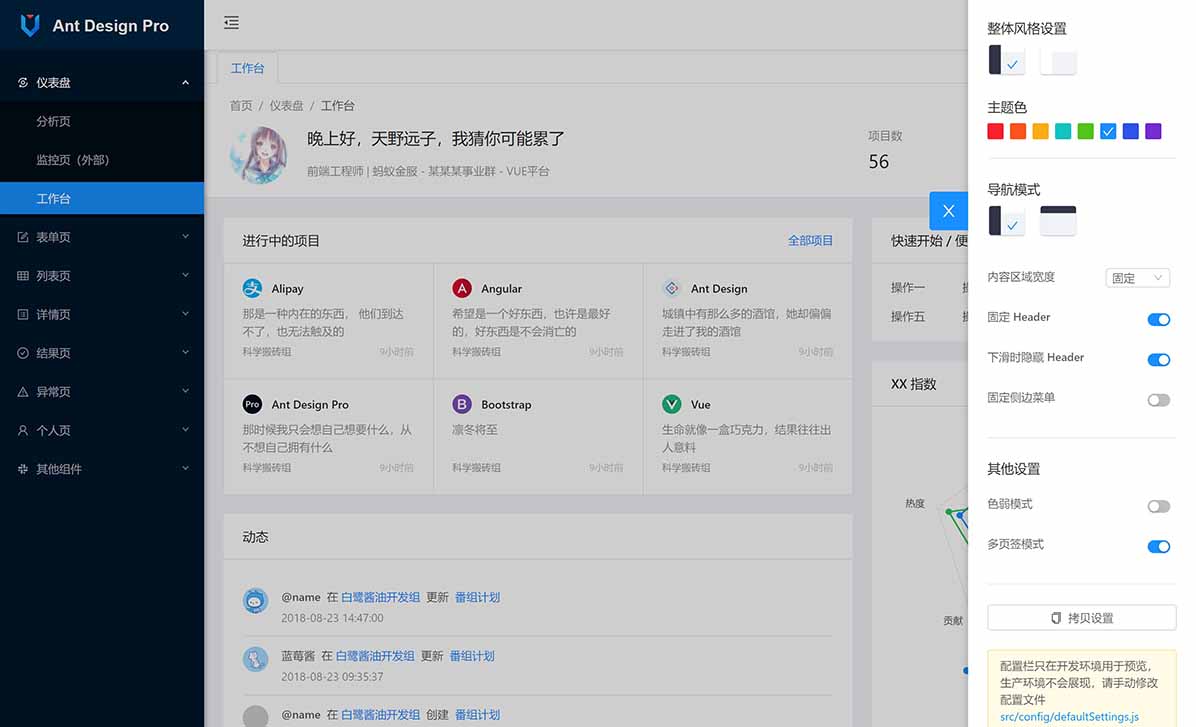 Ant Design Pro
仪表盘
分析页
监控页（外部）
工作台
表单页
列表页
详情页
结果页
异常页
个人页
其他组件
工作台
首页 / 仪表盘 / 工作台
晚上好，天野远子，我猜你可能累了
前端工程师 | 蚂蚁金服 - 某某某事业群 - VUE平台
项目数
56
进行中的项目
全部项目
Alipay
那是一种内在的东西， 他们到达
不了，也无法触及的
科学搬砖组
9小时前
Angular
希望是一个好东西，也许是最好
的，好东西是不会消亡的
科学搬砖组
9小时前
Ant Design
城镇中有那么多的酒馆，她却偏偏
走进了我的酒馆
科学搬砖组
9小时前
Pro
Ant Design Pro
那时候我只会想自己想要什么，从
不想自己拥有什么
科学搬砖组
9小时前
B
Bootstrap
凛冬将至
科学搬砖组
9小时前
Vue
生命就像一盒巧克力，结果往往出
人意料
科学搬砖组
9小时前
动态
@name 在 白鹭酱油开发组 更新 番组计划
2018-08-23 14:47:00
蓝莓酱 在 白鹭酱油开发组 更新 番组计划
2018-08-23 09:35:37
@name 在 白鹭酱油开发组 创建 番组计划
快速开始 / 便
操作一
操作五
XX 指数
热度
贡献
整体风格设置
主题色
导航模式
内容区域宽度
固定
固定 Header
下滑时隐藏 Header
固定侧边菜单
其他设置
色弱模式
多页签模式
拷贝设置
配置栏只在开发环境用于预览，
生产环境不会展现，请手动修改
配置文件
src/config/defaultSettings.js